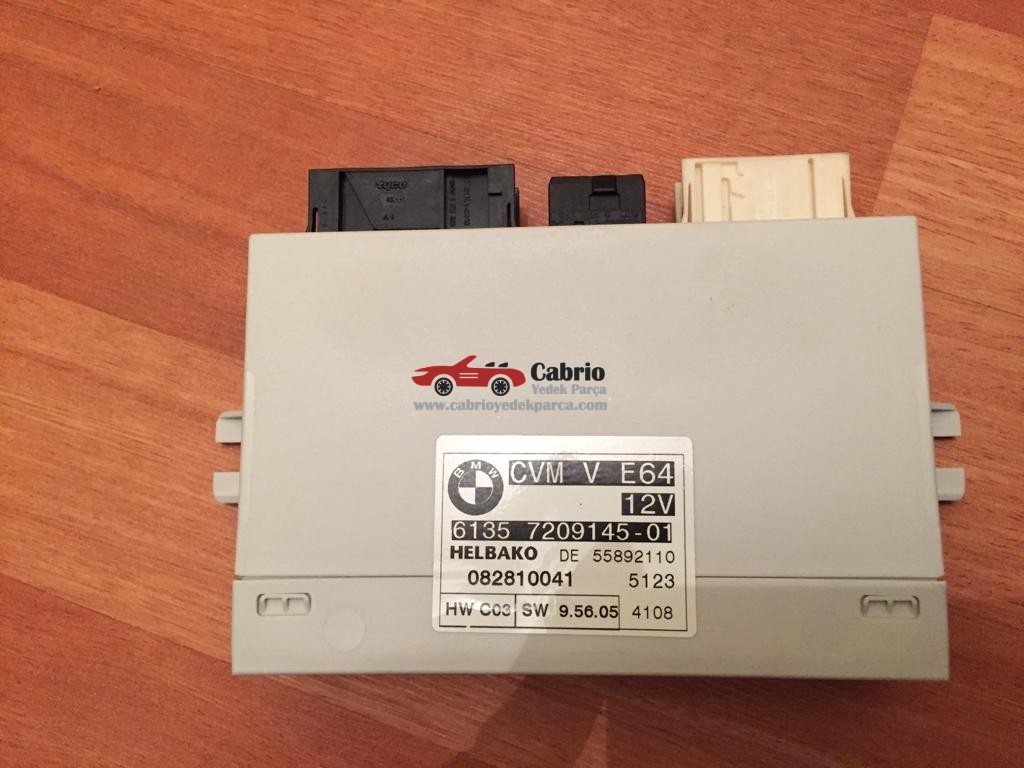 tyco
Cabrio
Yedek Parça
www.cabrioyedekparca.com
BMW
CVM V E64
12V
6135 7209145-01
HELBAKO DE 55892110
082810041 5123
HW C03 SW 9.56.05 4108